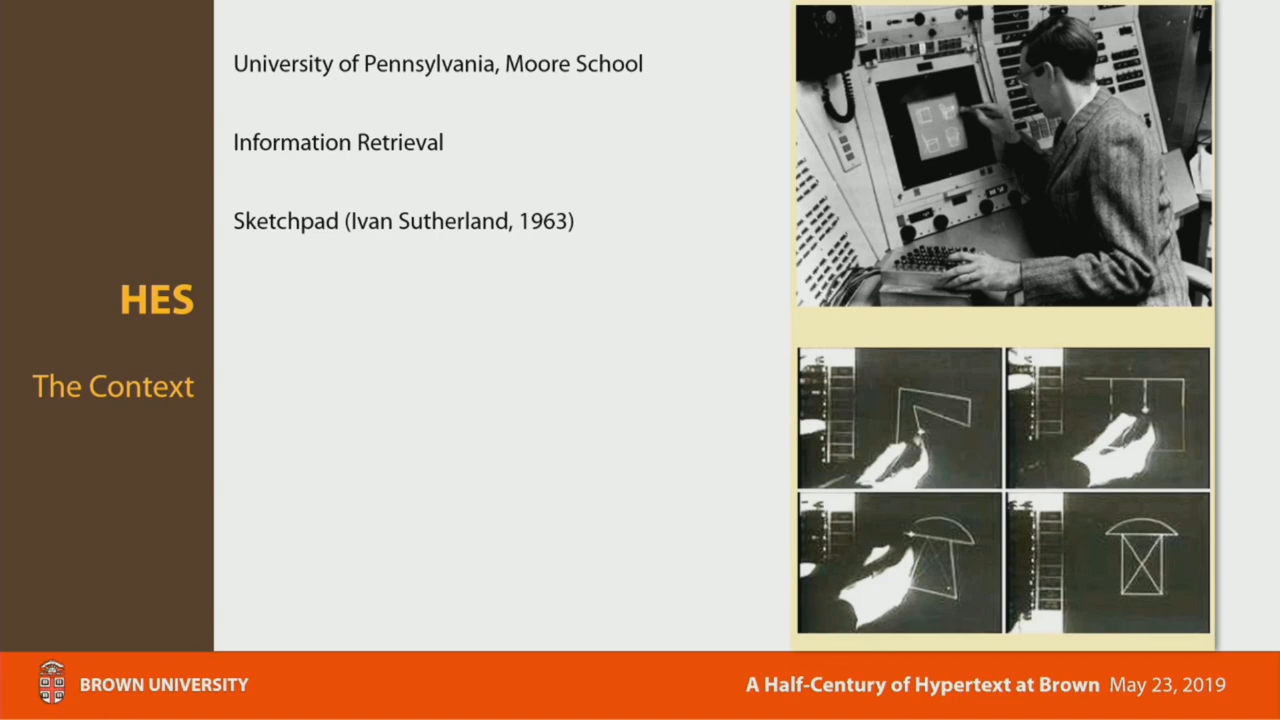 University of Pennsylvania, Moore School
Information Retrieval
Sketchpad (Ivan Sutherland, 1963)
HES
The Context
BROWN UNIVERSITY
A Half-Century of Hypertext at Brown May 23, 2019